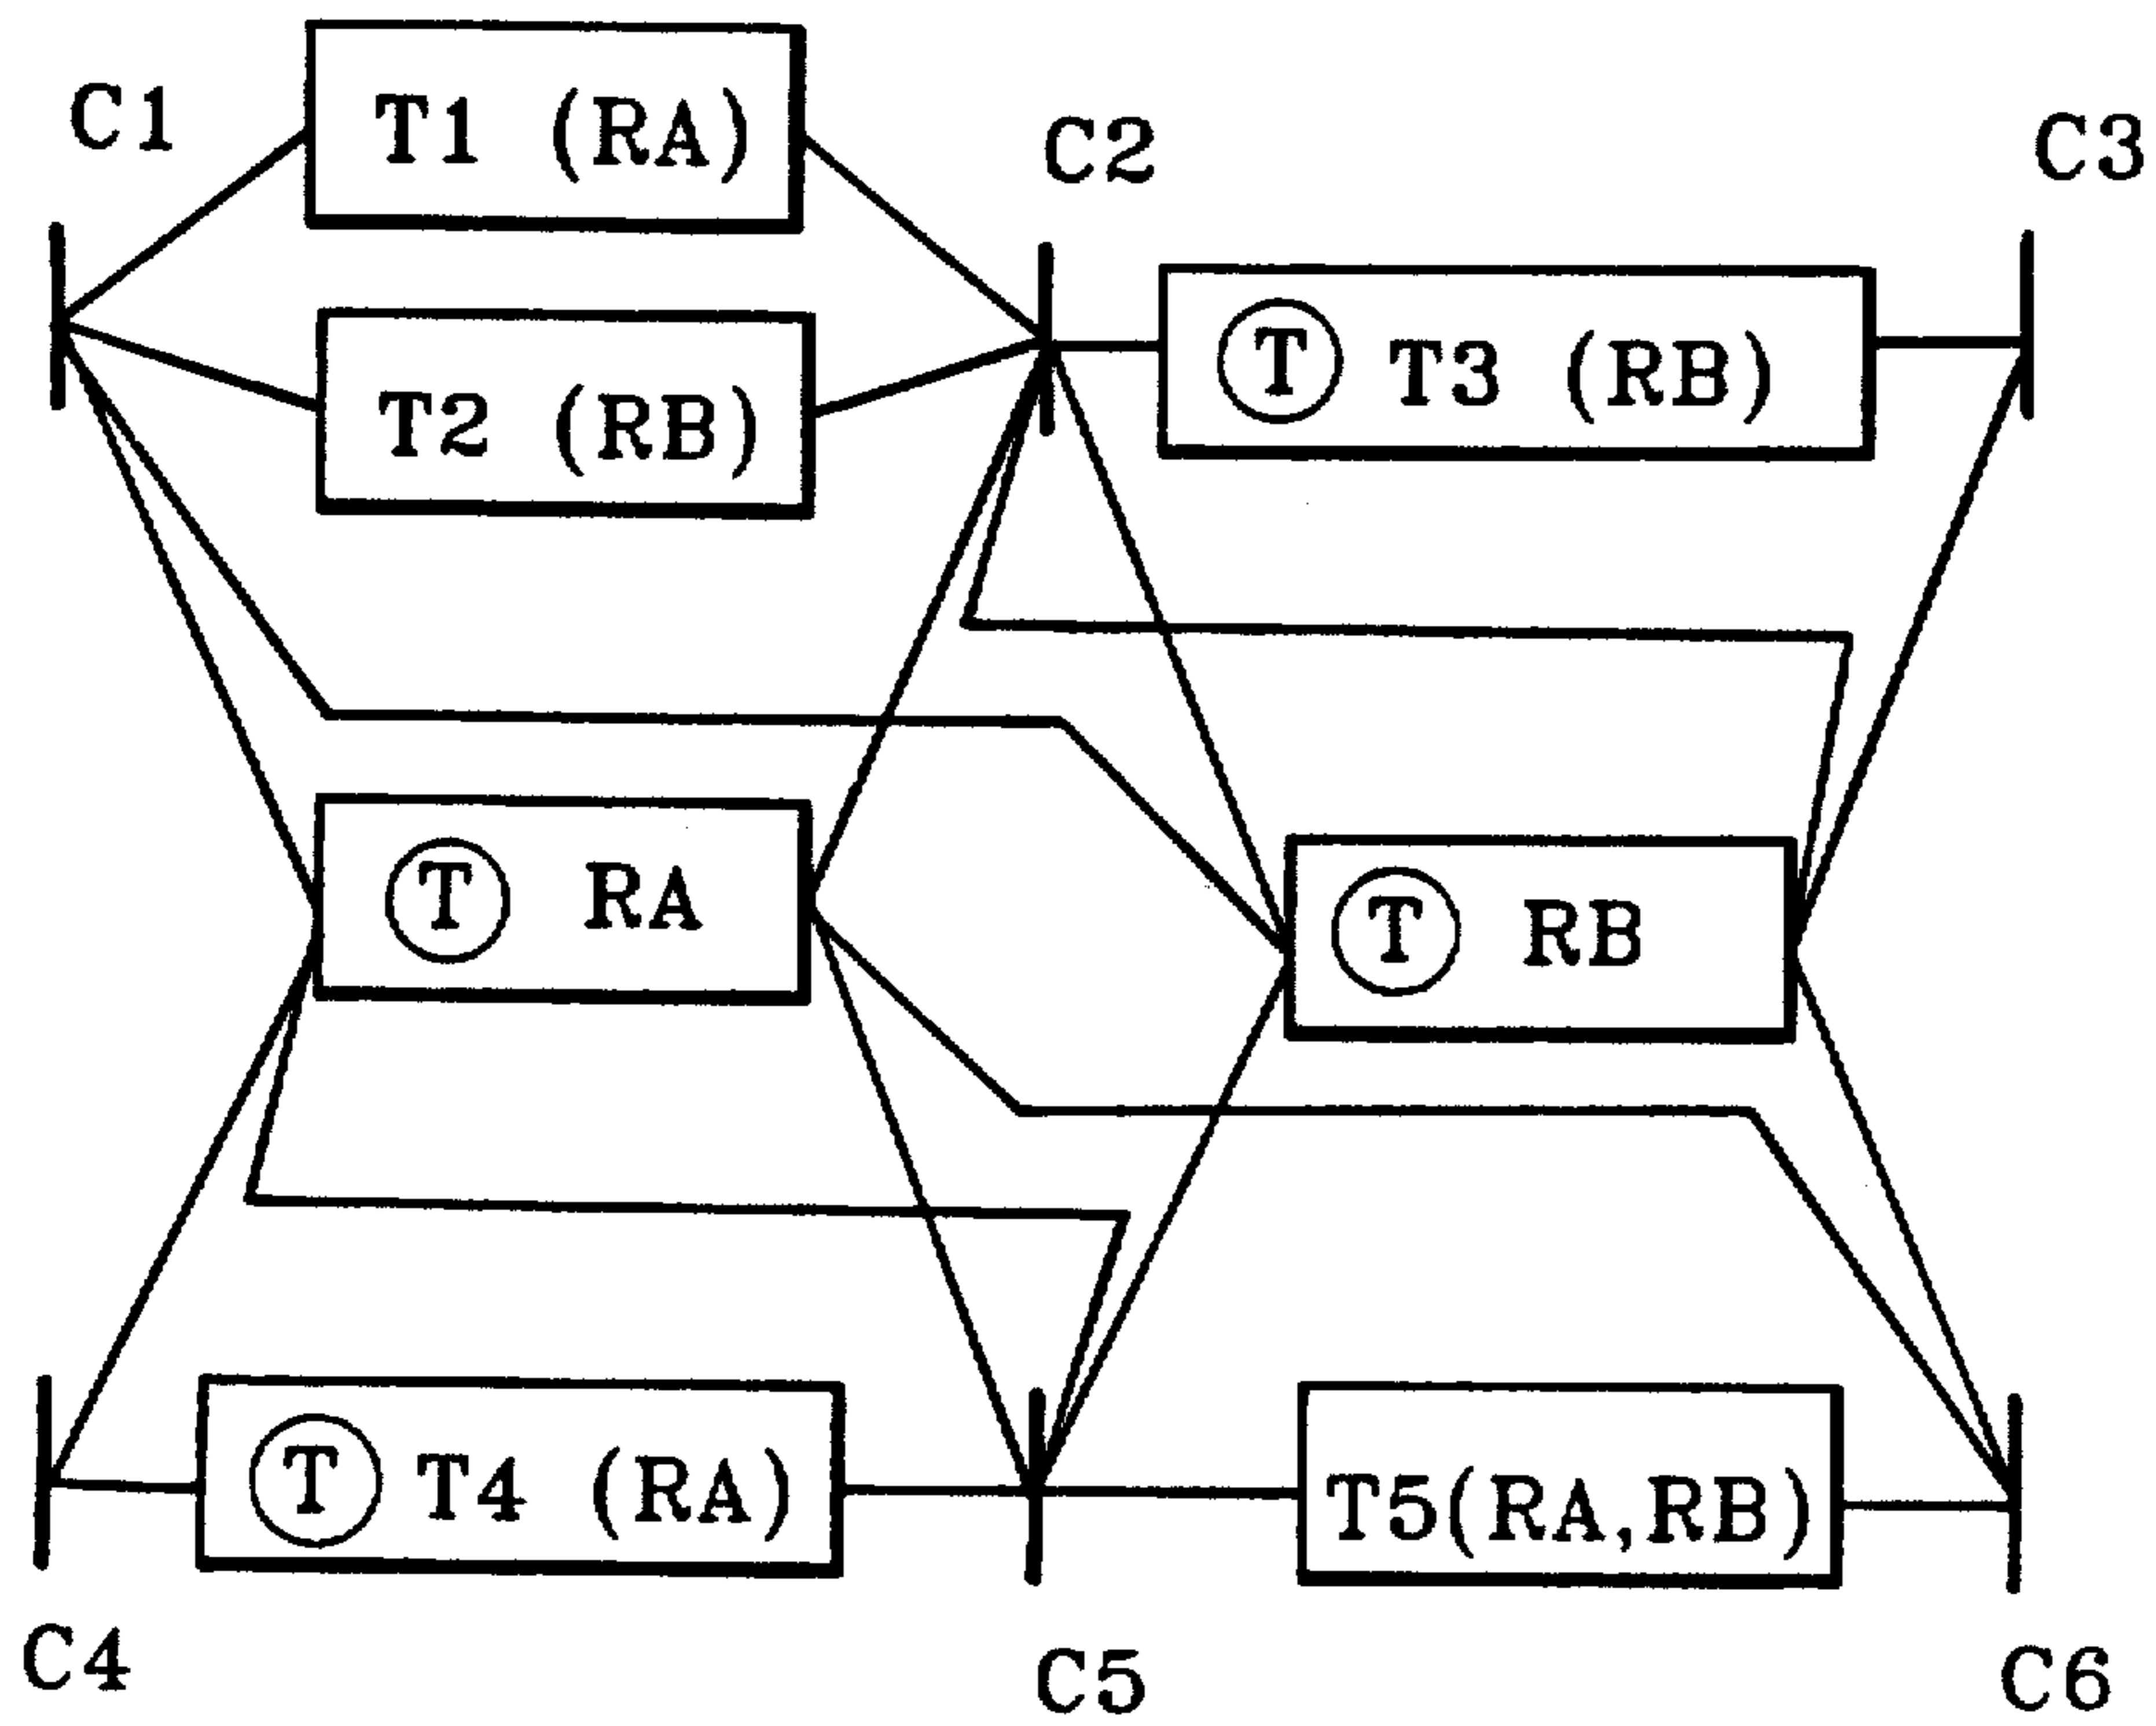 C1
T1 (RA)
C2
C3
T2 (RB)
T T3 (RB)
T RA
T RB
T T4 (RA)
T5(RA,RB)
C4
C5
C6